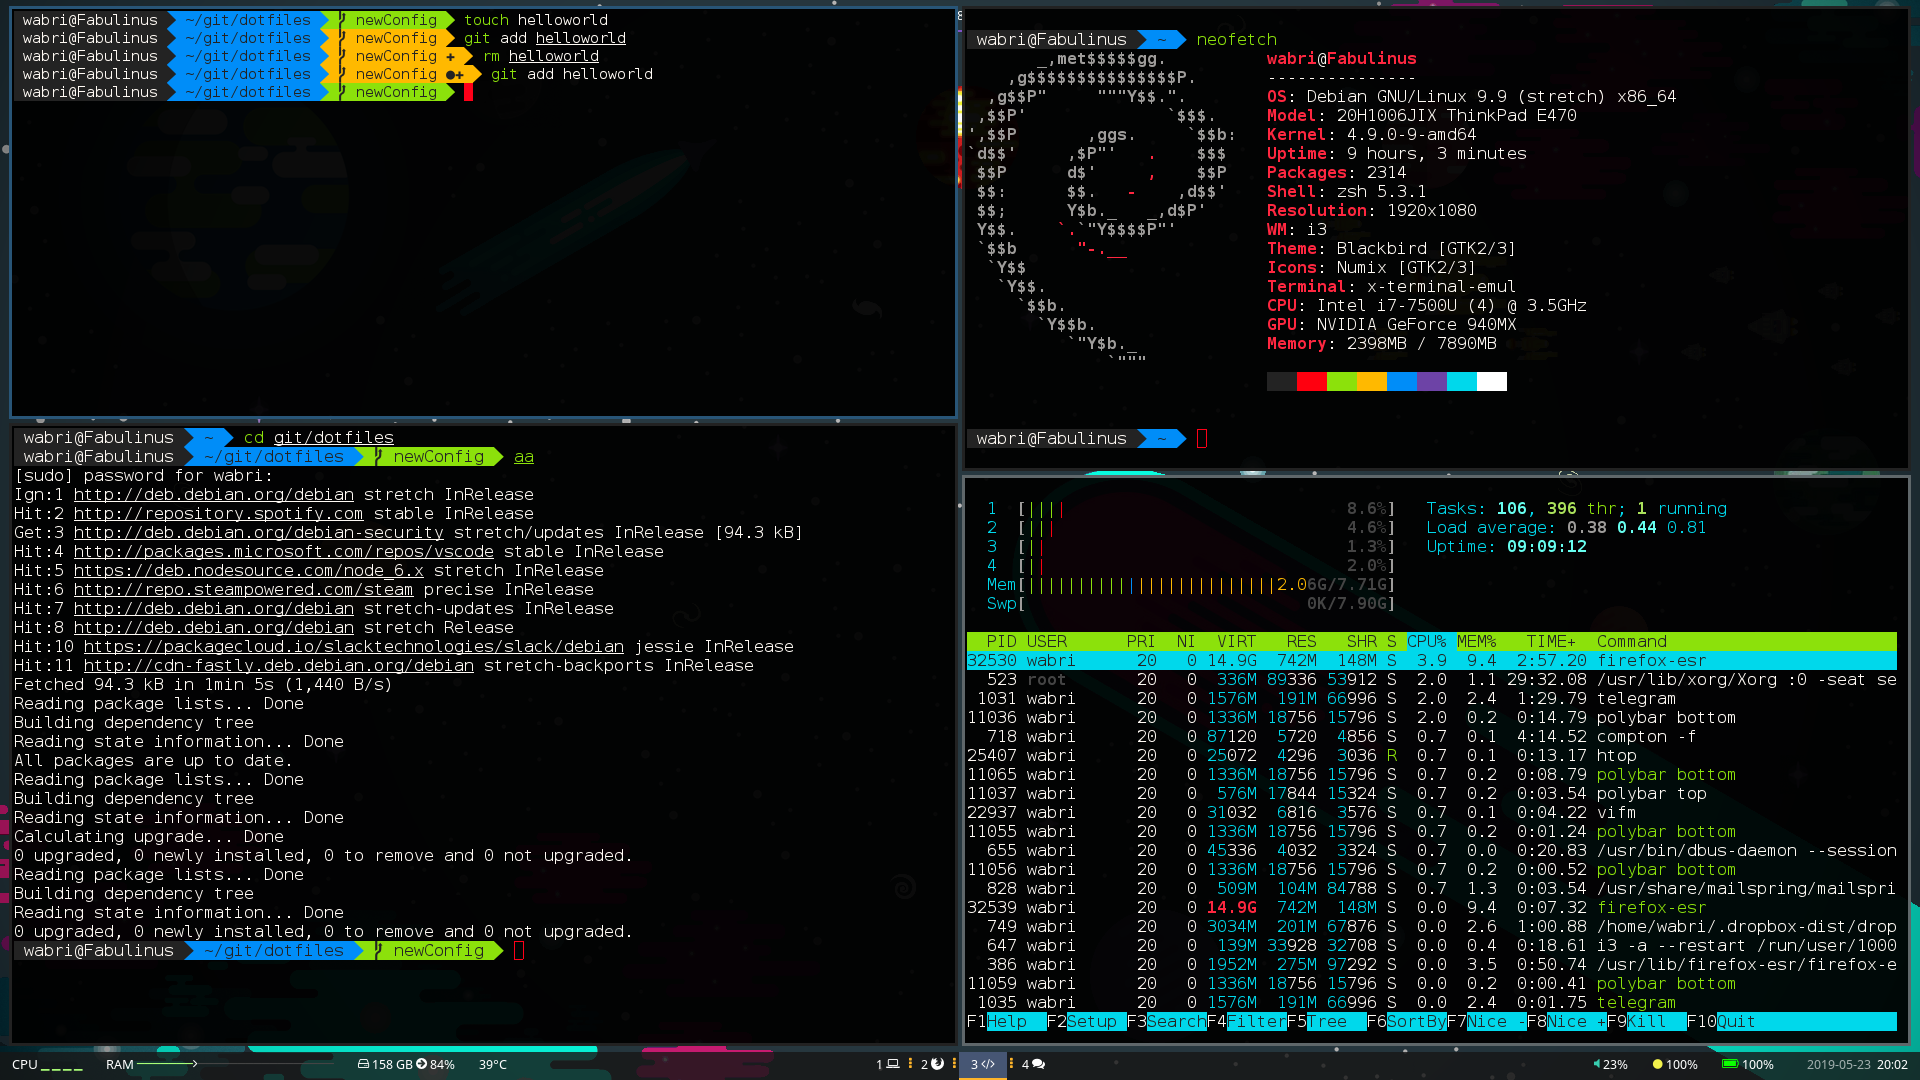 wabri@Fabulinus ~/git/dotfiles newConfig touch helloworld
wabri@Fabulinus ~/git/dotfiles newConfig git add helloworld
wabri@Fabulinus ~/git/dotfiles newConfig + rm helloworld
wabri@Fabulinus ~/git/dotfiles newConfig ●+ git add helloworld
wabri@Fabulinus ~/git/dotfiles newConfig
wabri@Fabulinus ~ neofetch
_,met$$$$$gg.
,g$$$$$$$$$$$$$$$P.
,g$$P"     """Y$$.".
,$$P'              `$$$.
',$$P       ,ggs.     `$$b:
`d$$'     ,$P"'   .    $$$
$$P      d$'     ,    $$P
$$:      $$.   -    ,d$$'
$$;      Y$b._   _,d$P'
Y$$.    `.`"Y$$$$P"'
`$$b      "-.__
`Y$$
`Y$$.
`$$b.
`Y$$b.
`"Y$b._
`"""
wabri@Fabulinus
---------------
OS: Debian GNU/Linux 9.9 (stretch) x86_64
Model: 20H1006JIX ThinkPad E470
Kernel: 4.9.0-9-amd64
Uptime: 9 hours, 3 minutes
Packages: 2314
Shell: zsh 5.3.1
Resolution: 1920x1080
WM: i3
Theme: Blackbird [GTK2/3]
Icons: Numix [GTK2/3]
Terminal: x-terminal-emul
CPU: Intel i7-7500U (4) @ 3.5GHz
GPU: NVIDIA GeForce 940MX
Memory: 2398MB / 7890MB
wabri@Fabulinus ~
wabri@Fabulinus ~ cd git/dotfiles
wabri@Fabulinus ~/git/dotfiles newConfig aa
[sudo] password for wabri:
Ign:1 http://deb.debian.org/debian stretch InRelease
Hit:2 http://repository.spotify.com stable InRelease
Get:3 http://deb.debian.org/debian-security stretch/updates InRelease [94.3 kB]
Hit:4 http://packages.microsoft.com/repos/vscode stable InRelease
Hit:5 https://deb.nodesource.com/node_6.x stretch InRelease
Hit:6 http://repo.steampowered.com/steam precise InRelease
Hit:7 http://deb.debian.org/debian stretch-updates InRelease
Hit:8 http://deb.debian.org/debian stretch Release
Hit:10 https://packagecloud.io/slacktechnologies/slack/debian jessie InRelease
Hit:11 http://cdn-fastly.deb.debian.org/debian stretch-backports InRelease
Fetched 94.3 kB in 1min 5s (1,440 B/s)
Reading package lists... Done
Building dependency tree
Reading state information... Done
All packages are up to date.
Reading package lists... Done
Building dependency tree
Reading state information... Done
Calculating upgrade... Done
0 upgraded, 0 newly installed, 0 to remove and 0 not upgraded.
Reading package lists... Done
Building dependency tree
Reading state information... Done
0 upgraded, 0 newly installed, 0 to remove and 0 not upgraded.
wabri@Fabulinus ~/git/dotfiles newConfig
1 [|||| 8.6%] Tasks: 106, 396 thr; 1 running
2 [||| 4.6%] Load average: 0.38 0.44 0.81
3 [|| 1.3%] Uptime: 09:09:12
4 [|| 2.0%]
Mem[|||||||||||||||||||||||||2.06G/7.71G]
Swp[ 0K/7.90G]
PID USER PRI NI VIRT RES SHR S CPU% MEM% TIME+ Command
32530 wabri 20 0 14.9G 742M 148M S 3.9 9.4 2:57.20 firefox-esr
523 root 20 0 336M 89336 53912 S 2.0 1.1 29:32.08 /usr/lib/xorg/Xorg :0 -seat se
1031 wabri 20 0 1576M 191M 66996 S 2.0 2.4 1:29.79 telegram
11036 wabri 20 0 1336M 18756 15796 S 2.0 0.2 0:14.79 polybar bottom
718 wabri 20 0 87120 5720 4856 S 0.7 0.1 4:14.52 compton -f
25407 wabri 20 0 25072 4296 3036 R 0.7 0.1 0:13.17 htop
11065 wabri 20 0 1336M 18756 15796 S 0.7 0.2 0:08.79 polybar bottom
11037 wabri 20 0 576M 17844 15324 S 0.7 0.2 0:03.54 polybar top
22937 wabri 20 0 31032 6816 3576 S 0.7 0.1 0:04.22 vifm
11055 wabri 20 0 1336M 18756 15796 S 0.7 0.2 0:01.24 polybar bottom
655 wabri 20 0 45336 4032 3324 S 0.7 0.0 0:20.83 /usr/bin/dbus-daemon --session
11056 wabri 20 0 1336M 18756 15796 S 0.7 0.2 0:00.52 polybar bottom
828 wabri 20 0 509M 104M 84788 S 0.7 1.3 0:03.54 /usr/share/mailspring/mailspri
32539 wabri 20 0 14.9G 742M 148M S 0.0 9.4 0:07.32 firefox-esr
749 wabri 20 0 3034M 201M 67876 S 0.0 2.6 1:00.88 /home/wabri/.dropbox-dist/drop
647 wabri 20 0 139M 33928 32708 S 0.0 0.4 0:18.61 i3 -a --restart /run/user/1000
386 wabri 20 0 1952M 275M 97292 S 0.0 3.5 0:50.74 /usr/lib/firefox-esr/firefox-e
11059 wabri 20 0 1336M 18756 15796 S 0.0 0.2 0:00.41 polybar bottom
1035 wabri 20 0 1576M 191M 66996 S 0.0 2.4 0:01.75 telegram
F1Help F2Setup F3SearchF4FilterF5Tree F6SortByF7Nice -F8Nice +F9Kill F10Quit
CPU RAM 158 GB 84% 39°C 1 2 3 </> 4 23% 100% 100% 2019-05-23 20:02